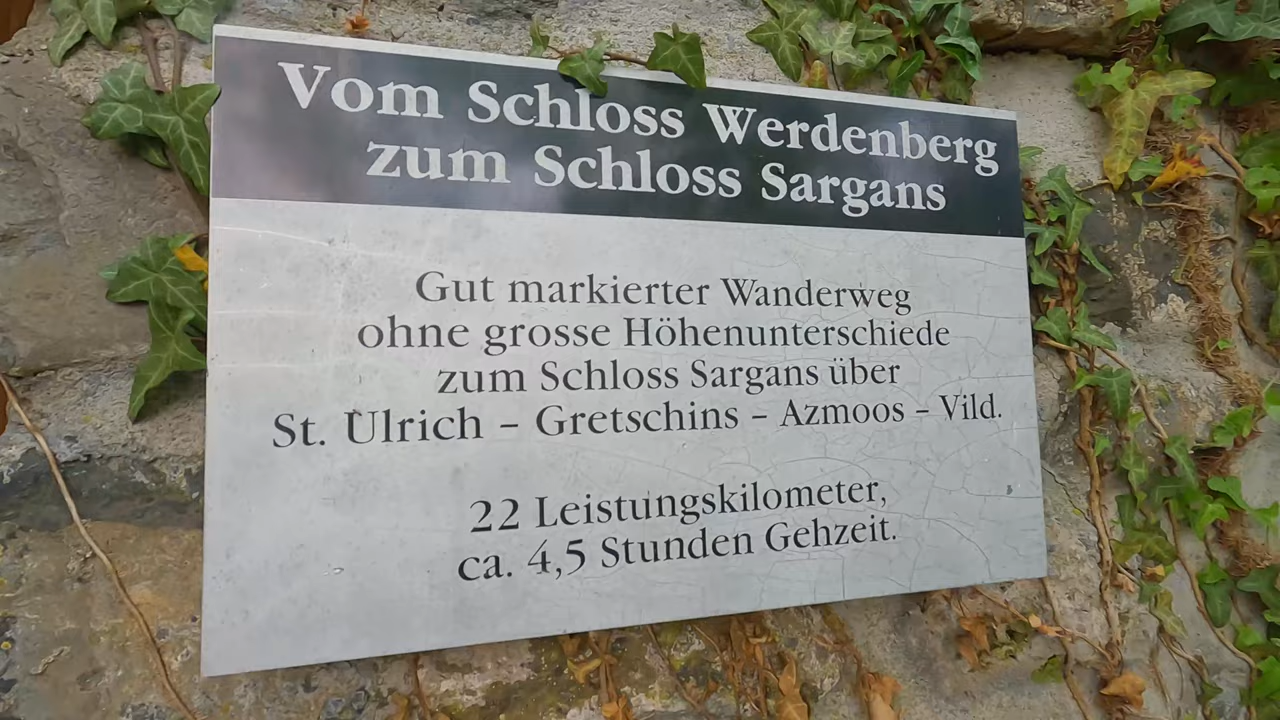 Vom Schloss Werdenberg
zum Schloss Sargans
Gut markierter Wanderweg
ohne grosse Höhenunterschiede
zum Schloss Sargans über
St. Ulrich – Gretschins – Azmoos – Vild.
22 Leistungskilometer,
ca. 4,5 Stunden Gehzeit.